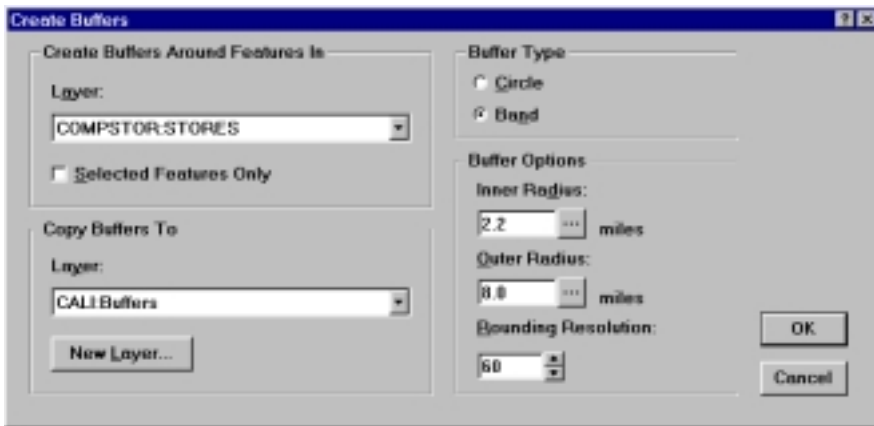 Create Buffers
Create Buffers Around Features In
Layer:
COMPSTOR:STORES
Selected Features Only
Copy Buffers To
Layer:
CALI:Buffers
New Layer...
Buffer Type
Circle
Band
Buffer Options
Inner Radius:
2.2 ... miles
Outer Radius:
8.0 ... miles
Rounding Resolution:
60
OK
Cancel